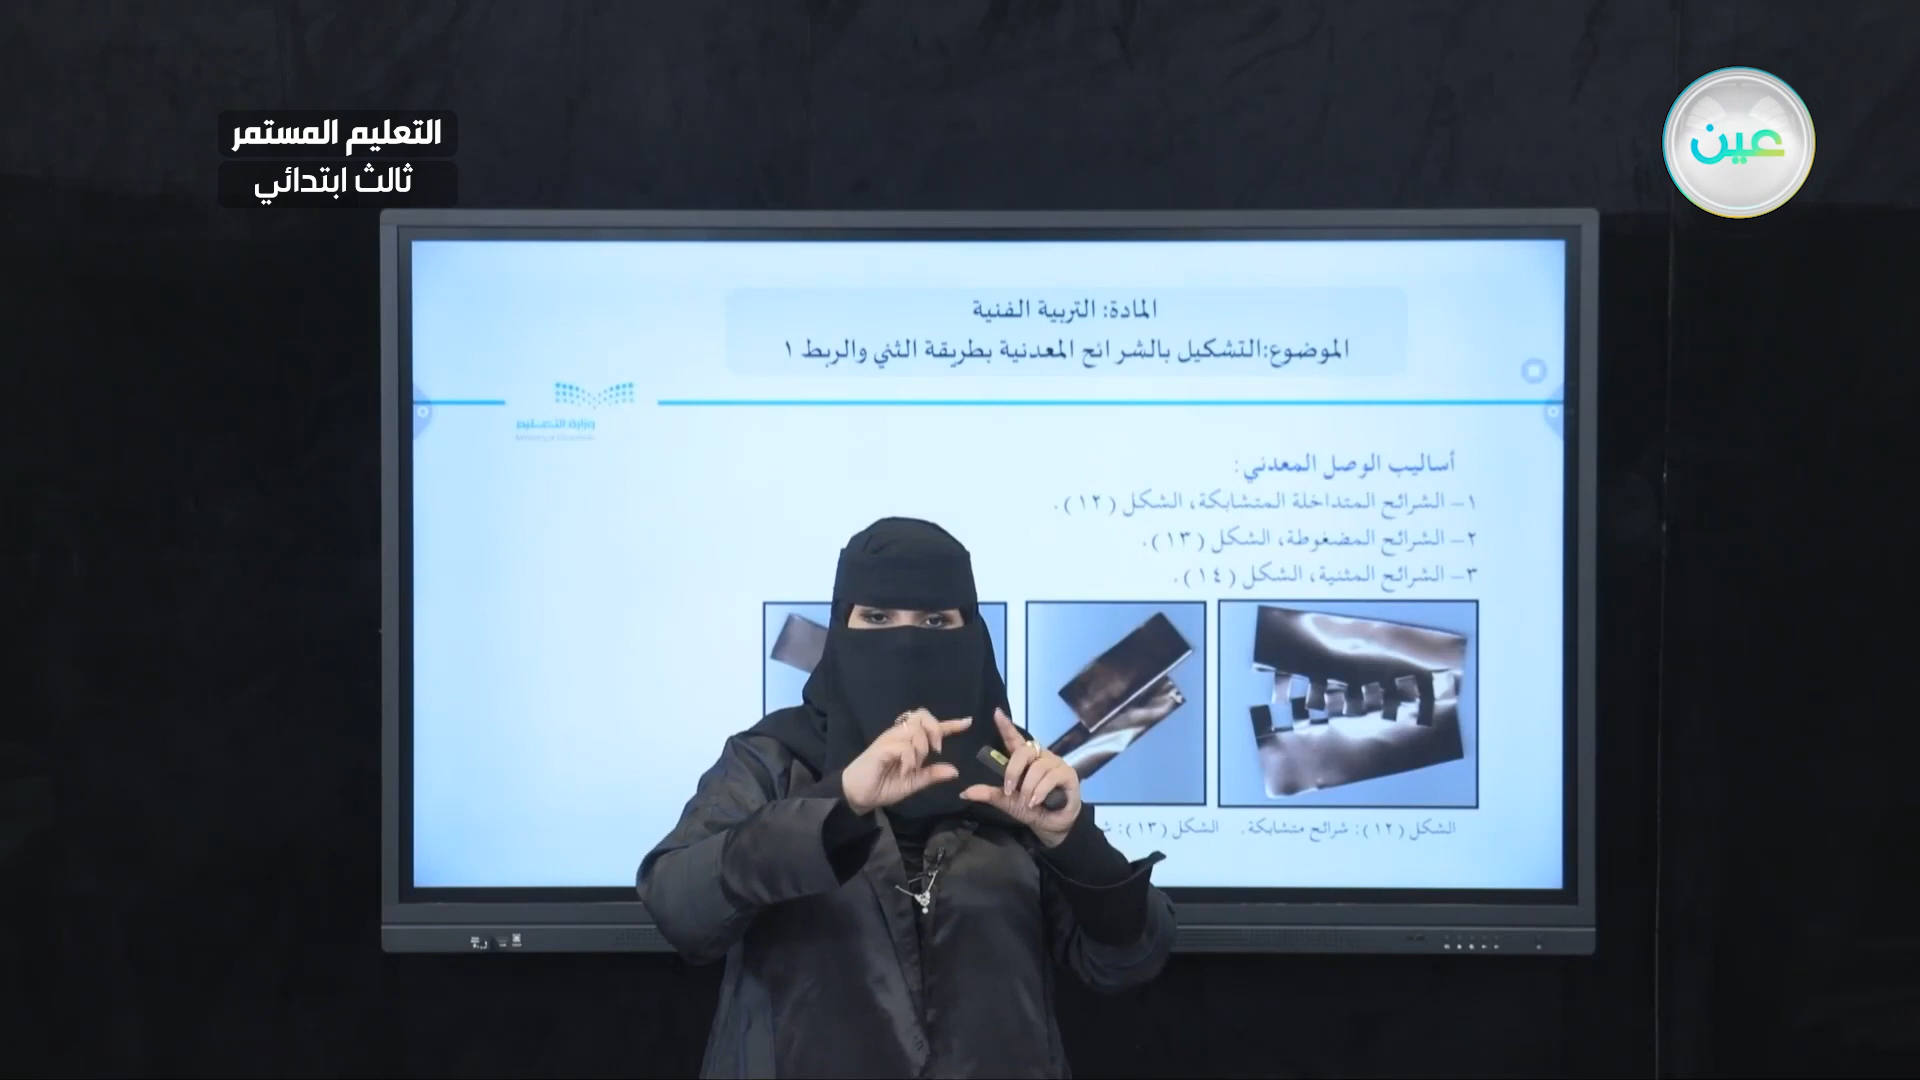 التعليم المستمر
ثالث ابتدائي
عين
المادة: التربية الفنية
الموضوع:التشكيل بالشرائح المعدنية بطريقة الثني والربط ١
وزارة التعليم
أساليب الوصل المعدني:
١– الشرائح المتداخلة المتشابكة، الشكل (١٢).
٢– الشرائح المضغوطة، الشكل (١٣).
٣– الشرائح المثنية، الشكل (١٤).
الشكل (١٢): شرائح متشابكة.
الشكل (١٣):